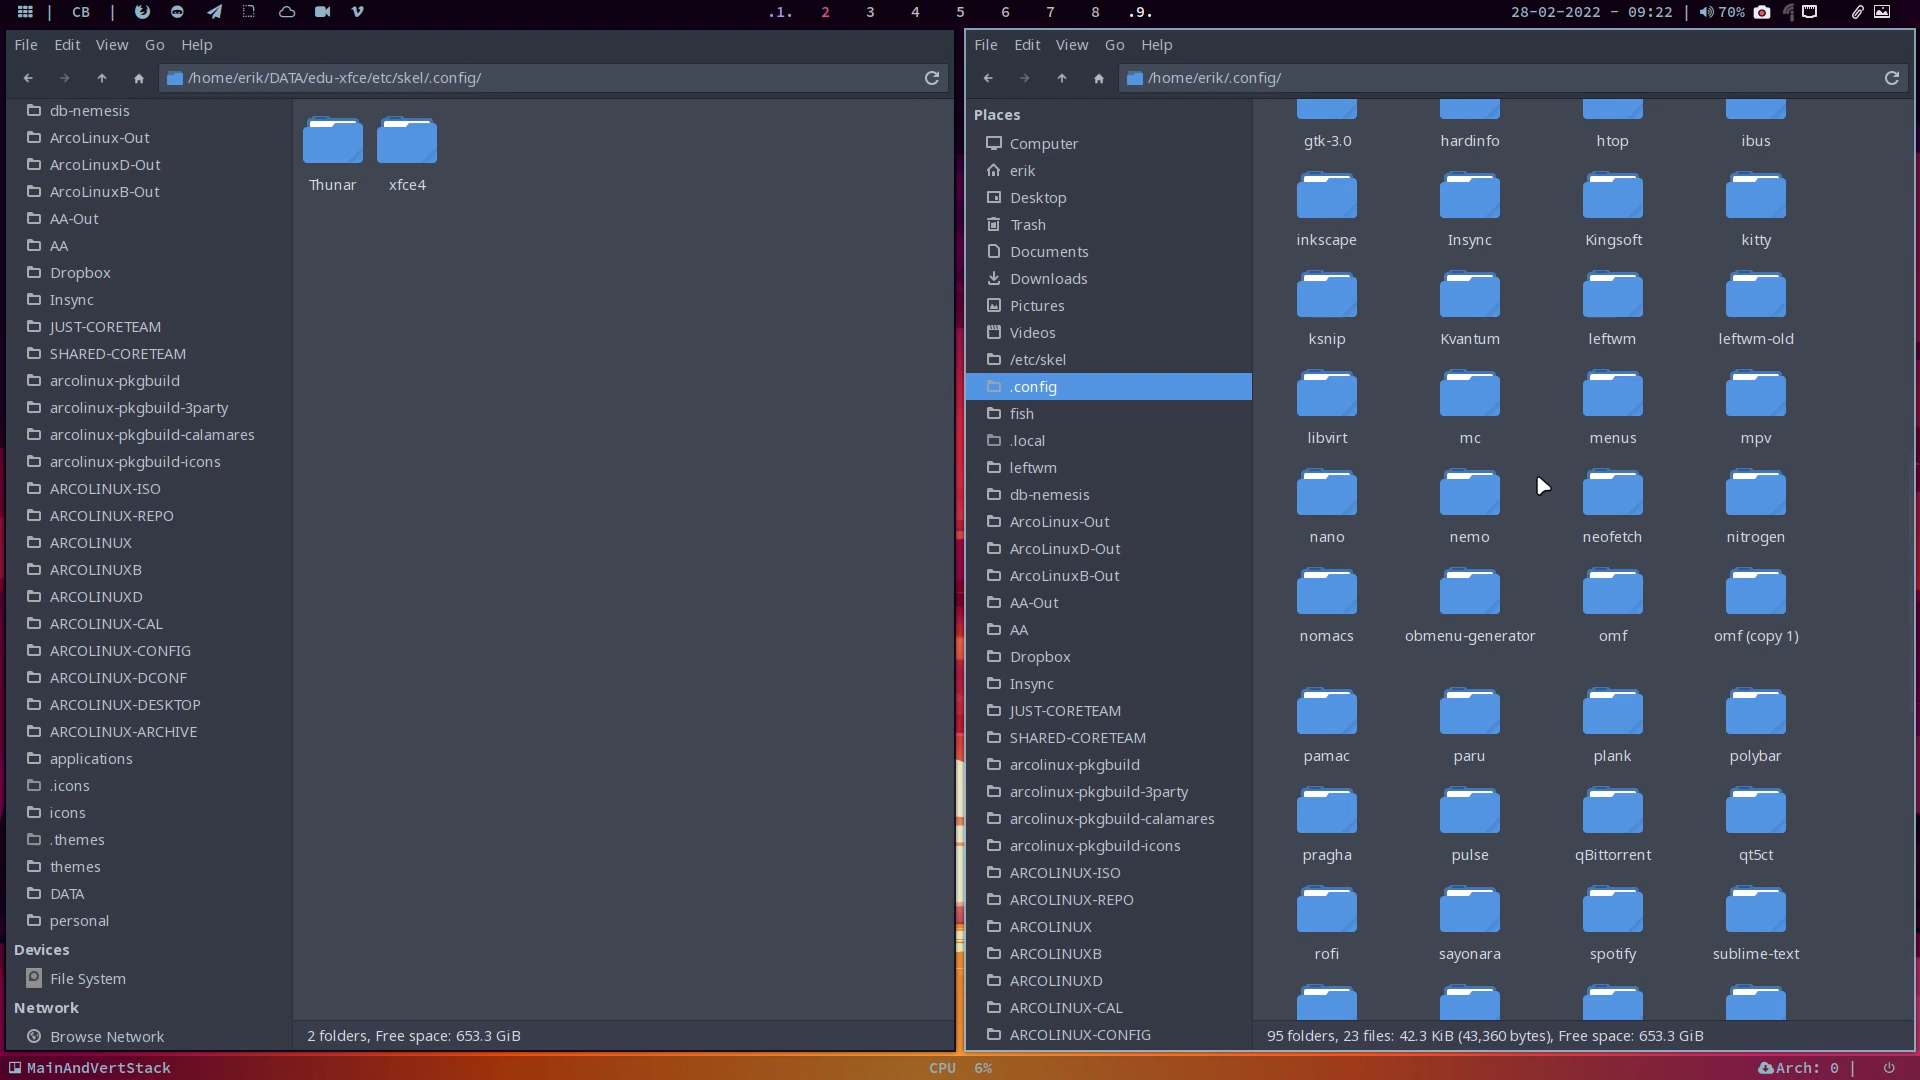 CB
.1. 2 3 4 5 6 7 8 .9.
28-02-2022 - 09:22 | 70%
File Edit View Go Help
/home/erik/DATA/edu-xfce/etc/skel/.config/
db-nemesis
ArcoLinux-Out
ArcoLinuxD-Out
ArcoLinuxB-Out
AA-Out
AA
Dropbox
Insync
JUST-CORETEAM
SHARED-CORETEAM
arcolinux-pkgbuild
arcolinux-pkgbuild-3party
arcolinux-pkgbuild-calamares
arcolinux-pkgbuild-icons
ARCOLINUX-ISO
ARCOLINUX-REPO
ARCOLINUX
ARCOLINUXB
ARCOLINUXD
ARCOLINUX-CAL
ARCOLINUX-CONFIG
ARCOLINUX-DCONF
ARCOLINUX-DESKTOP
ARCOLINUX-ARCHIVE
applications
.icons
icons
.themes
themes
DATA
personal
Devices
File System
Network
Browse Network
Thunar xfce4
2 folders, Free space: 653.3 GiB
File Edit View Go Help
/home/erik/.config/
Places
Computer
erik
Desktop
Trash
Documents
Downloads
Pictures
Videos
/etc/skel
.config
fish
.local
leftwm
db-nemesis
ArcoLinux-Out
ArcoLinuxD-Out
ArcoLinuxB-Out
AA-Out
AA
Dropbox
Insync
JUST-CORETEAM
SHARED-CORETEAM
arcolinux-pkgbuild
arcolinux-pkgbuild-3party
arcolinux-pkgbuild-calamares
arcolinux-pkgbuild-icons
ARCOLINUX-ISO
ARCOLINUX-REPO
ARCOLINUX
ARCOLINUXB
ARCOLINUXD
ARCOLINUX-CAL
ARCOLINUX-CONFIG
gtk-3.0 hardinfo htop ibus
inkscape Insync Kingsoft kitty
ksnip Kvantum leftwm leftwm-old
libvirt mc menus mpv
nano nemo neofetch nitrogen
nomacs obmenu-generator omf omf (copy 1)
pamac paru plank polybar
pragha pulse qBittorrent qt5ct
rofi sayonara spotify sublime-text
95 folders, 23 files: 42.3 KiB (43,360 bytes), Free space: 653.3 GiB
MainAndVertStack
CPU 6%
Arch: 0 |